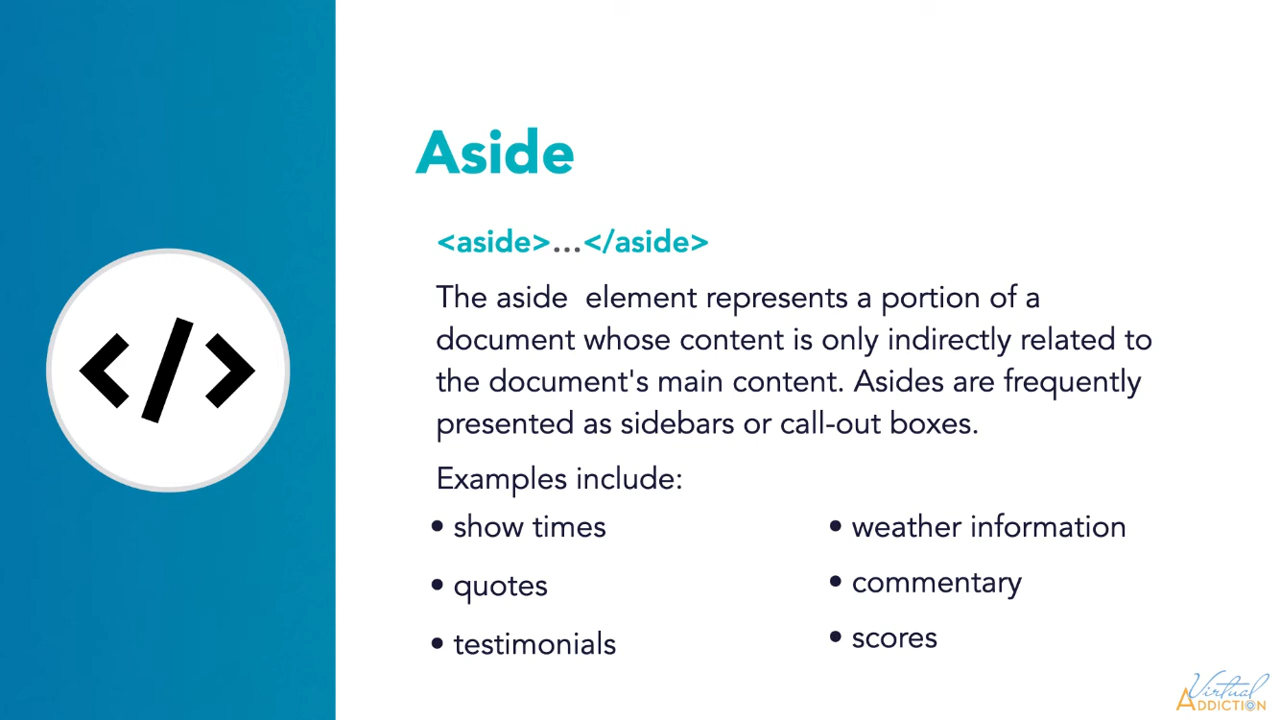 Aside
<aside>...</aside>
The aside  element represents a portion of a
document whose content is only indirectly related to
the document's main content. Asides are frequently
presented as sidebars or call-out boxes.
Examples include:
• show times
• quotes
• testimonials
• weather information
• commentary
• scores
</>
Virtual
ADDICTION